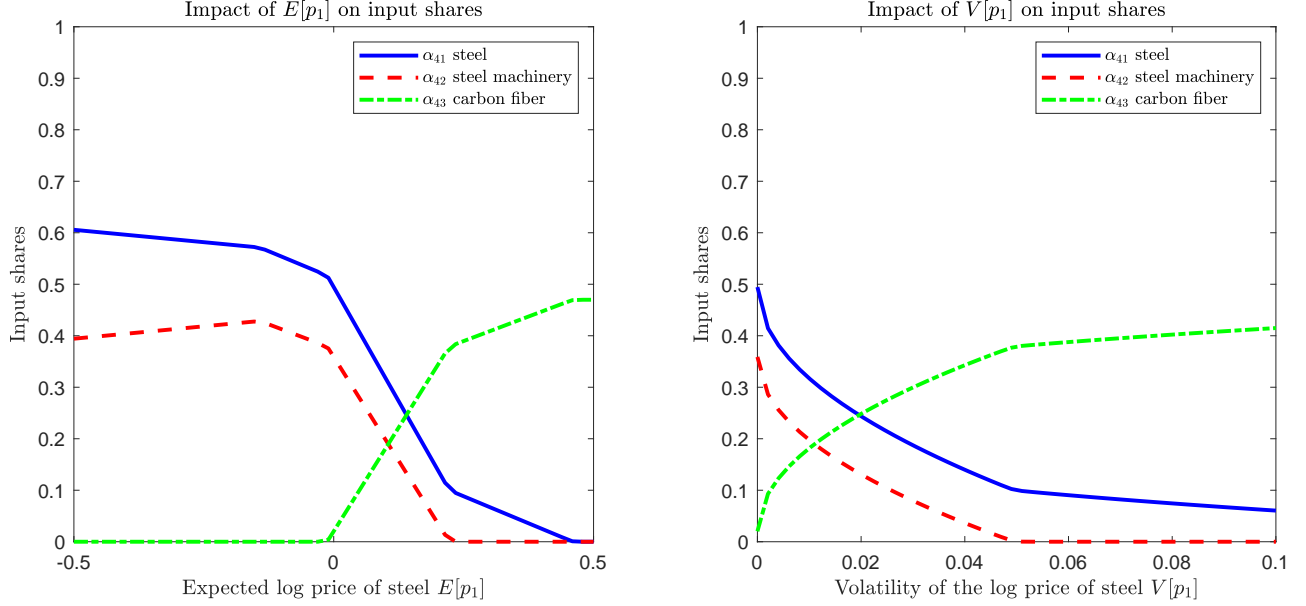 Impact of E[p₁] on input shares
1
0.9
0.8
0.7
0.6
0.5
0.4
0.3
0.2
0.1
0
Input shares
α₄₁ steel
α₄₂ steel machinery
α₄₃ carbon fiber
-0.5 0 0.5
Expected log price of steel E[p₁]
Impact of V[p₁] on input shares
1
0.9
0.8
0.7
0.6
0.5
0.4
0.3
0.2
0.1
0
Input shares
α₄₁ steel
α₄₂ steel machinery
α₄₃ carbon fiber
0 0.02 0.04 0.06 0.08 0.1
Volatility of the log price of steel V[p₁]